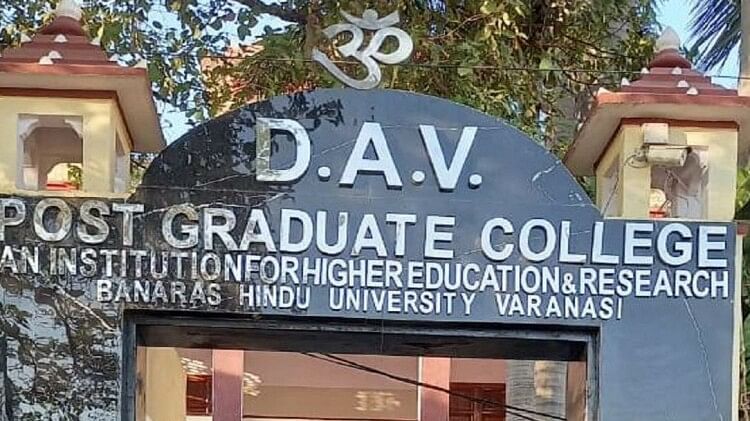 ॐ
D.A.V.
POST GRADUATE COLLEGE
AN INSTITUTION FOR HIGHER EDUCATION & RESEARCH
BANARAS HINDU UNIVERSITY VARANASI